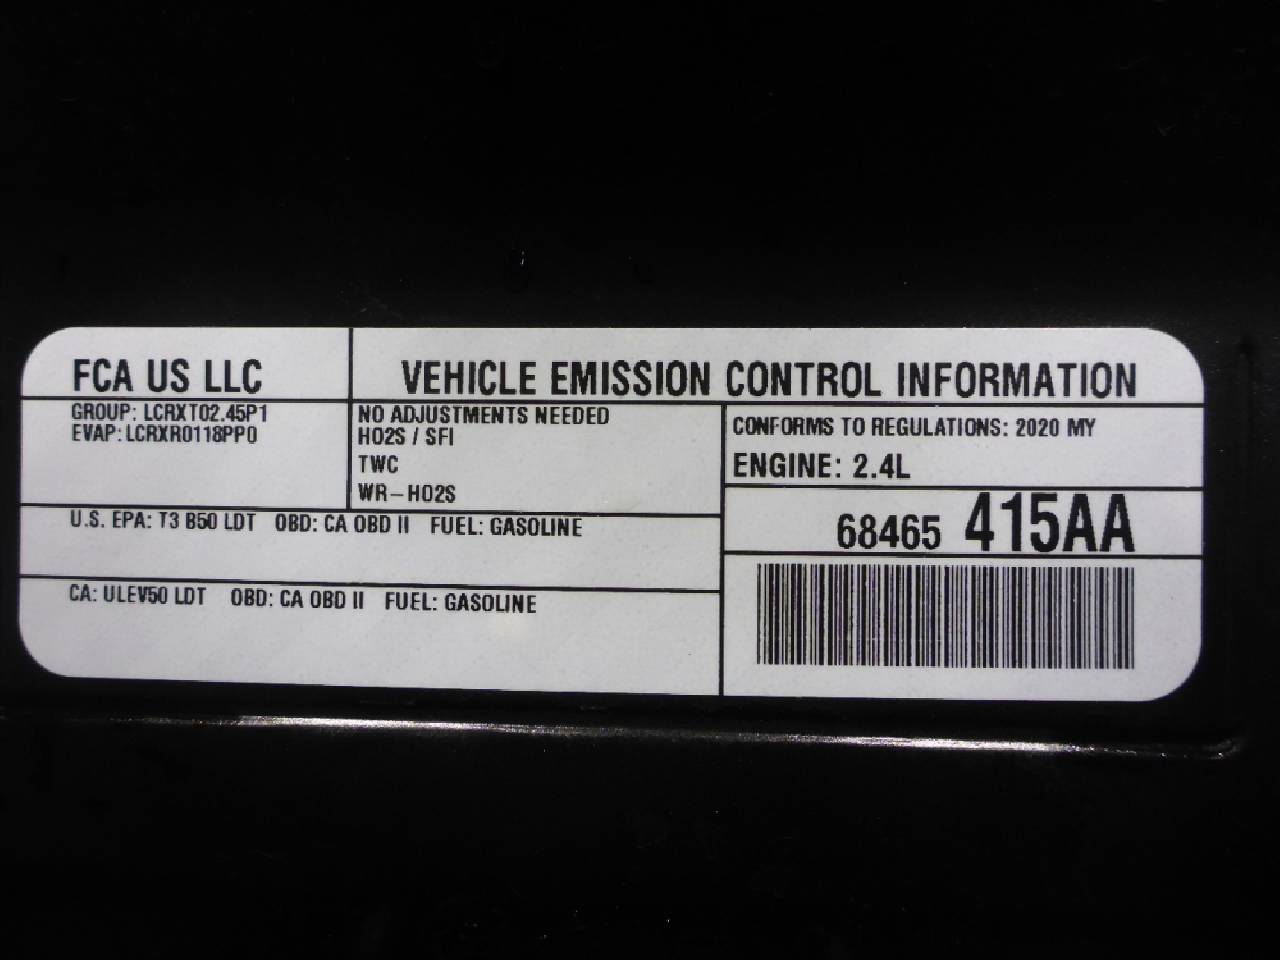 FCA US LLC
VEHICLE EMISSION CONTROL INFORMATION
GROUP: LCRXT02.45P1
EVAP: LCRXR0118PP0
NO ADJUSTMENTS NEEDED
HO2S / SFI
TWC
WR-HO2S
CONFORMS TO REGULATIONS: 2020 MY
ENGINE: 2.4L
68465 415AA
U.S. EPA: T3 B50 LDT OBD: CA OBD II FUEL: GASOLINE
CA: ULEV50 LDT OBD: CA OBD II FUEL: GASOLINE